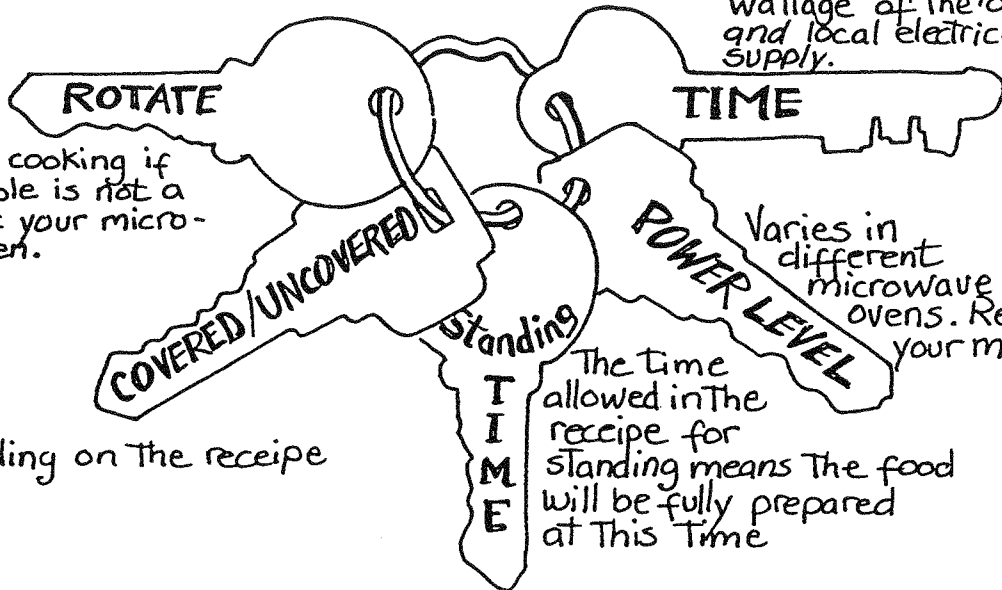 wattage of the
and local electric
supply.
ROTATE
TIME
cooking if
is not a
your micro-
COVERED/UNCOVERED
POWER LEVEL
Varies in
different
microwave
ovens.
your
Standing
TIME
The Time
allowed in The
receipe for
standing means The food
will be fully prepared
at This Time
on The receipe